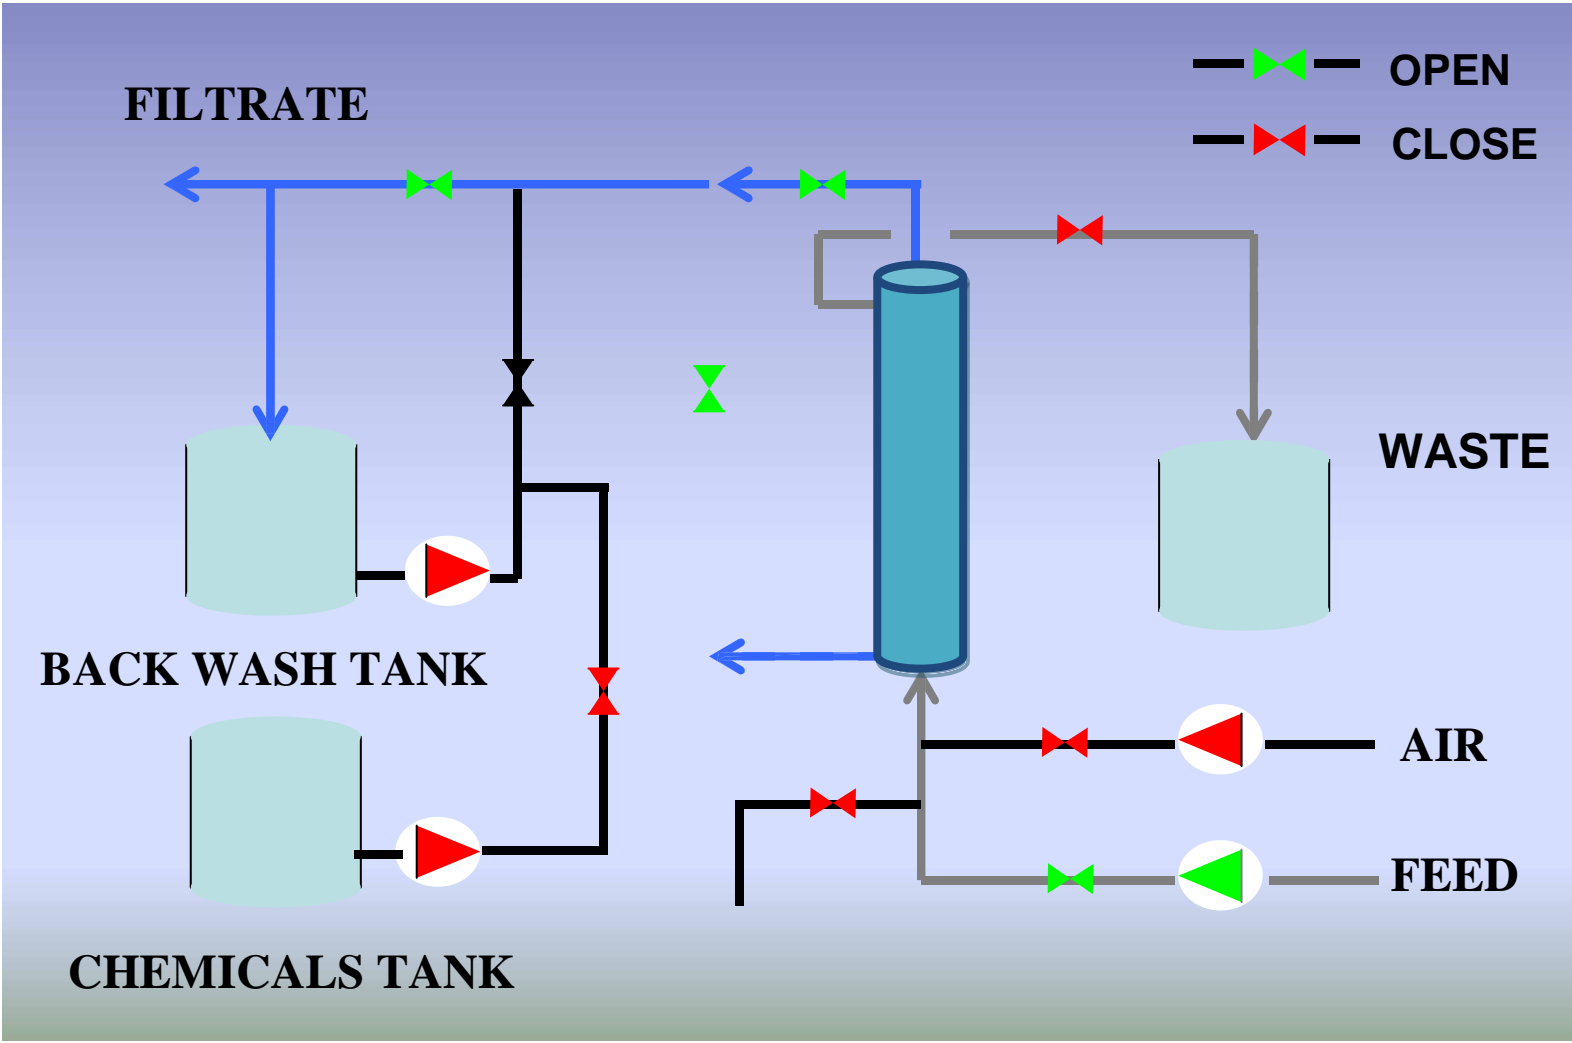 OPEN
FILTRATE
CLOSE
WASTE
BACK WASH TANK
AIR
FEED
CHEMICALS TANK